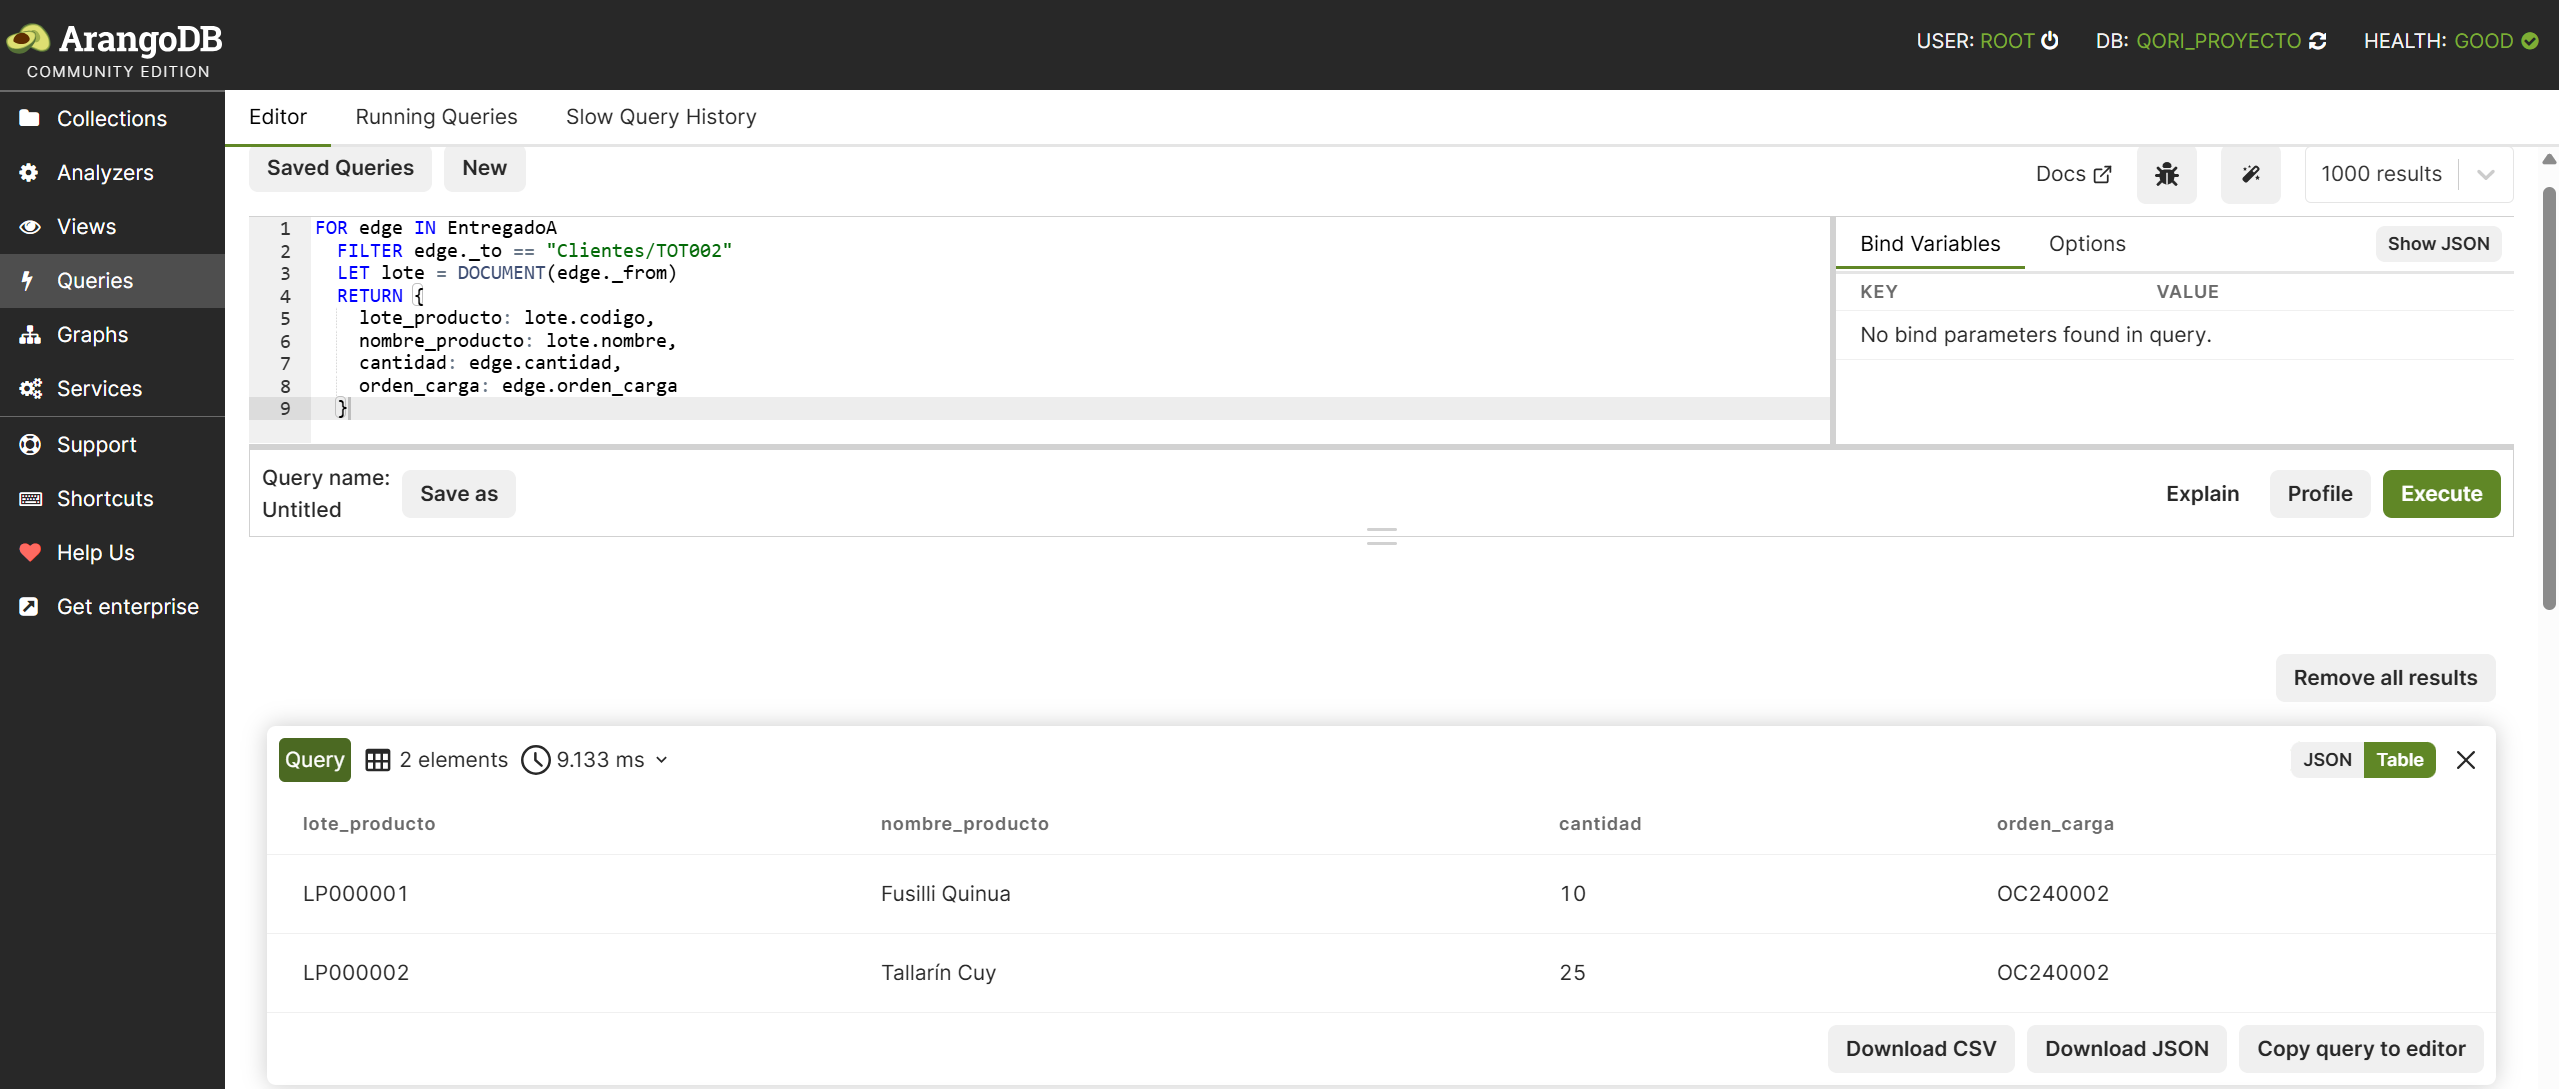 ArangoDB
COMMUNITY EDITION
USER: ROOT DB: QORI_PROYECTO HEALTH: GOOD
Collections
Analyzers
Views
Queries
Graphs
Services
Support
Shortcuts
Help Us
Get enterprise
Editor Running Queries Slow Query History
Saved Queries New Docs 1000 results
1 FOR edge IN EntregadoA
2 FILTER edge._to == "Clientes/TOT002"
3 LET lote = DOCUMENT(edge._from)
4 RETURN {
5 lote_producto: lote.codigo,
6 nombre_producto: lote.nombre,
7 cantidad: edge.cantidad,
8 orden_carga: edge.orden_carga
9 }
Bind Variables Options Show JSON
KEY VALUE
No bind parameters found in query.
Query name:
Untitled
Save as Explain Profile Execute
Remove all results
Query 2 elements 9.133 ms JSON Table
lote_producto nombre_producto cantidad orden_carga
LP000001 Fusilli Quinua 10 OC240002
LP000002 Tallarín Cuy 25 OC240002
Download CSV Download JSON Copy query to editor